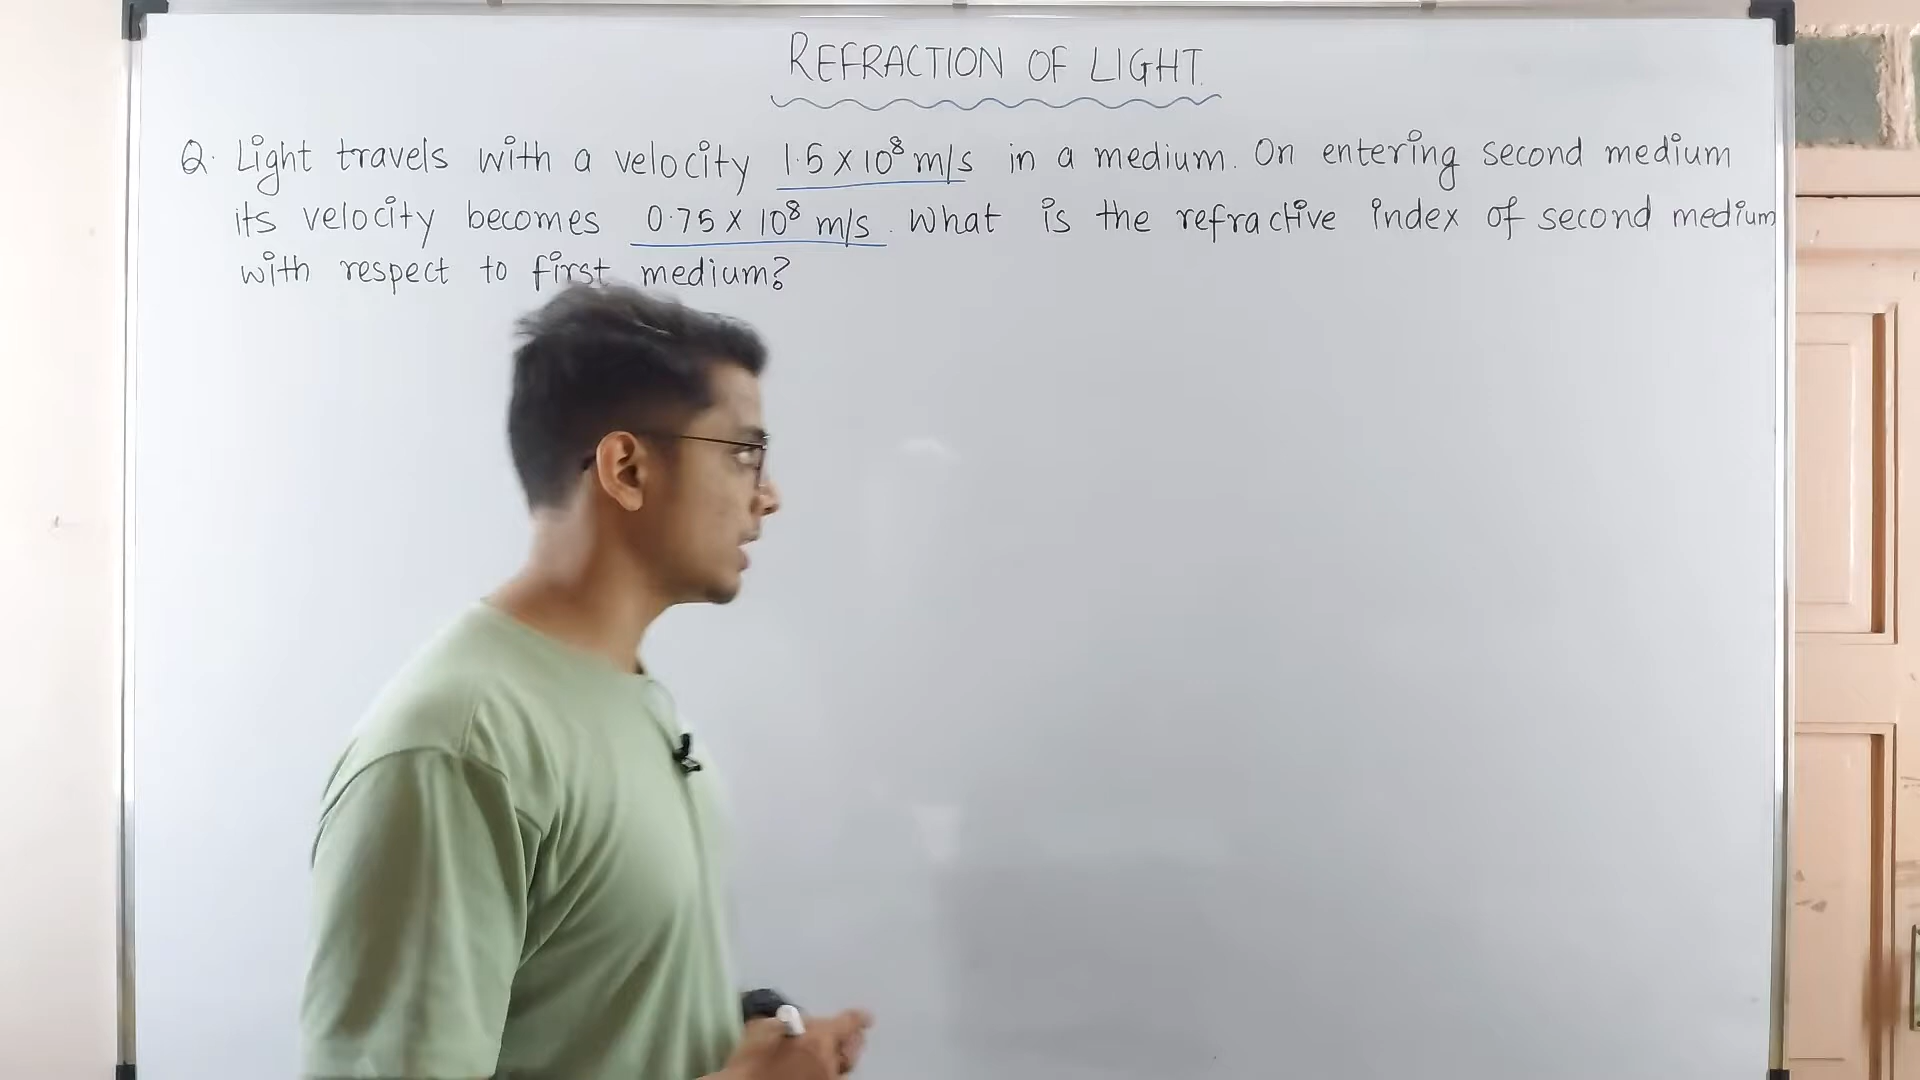 REFRACTION OF LIGHT.
Q. Light travels with a velocity 1.5 × 10⁸ m/s in a medium. On entering second medium
its velocity becomes 0.75 × 10⁸ m/s. What is the refractive index of second medium
with respect to first medium?